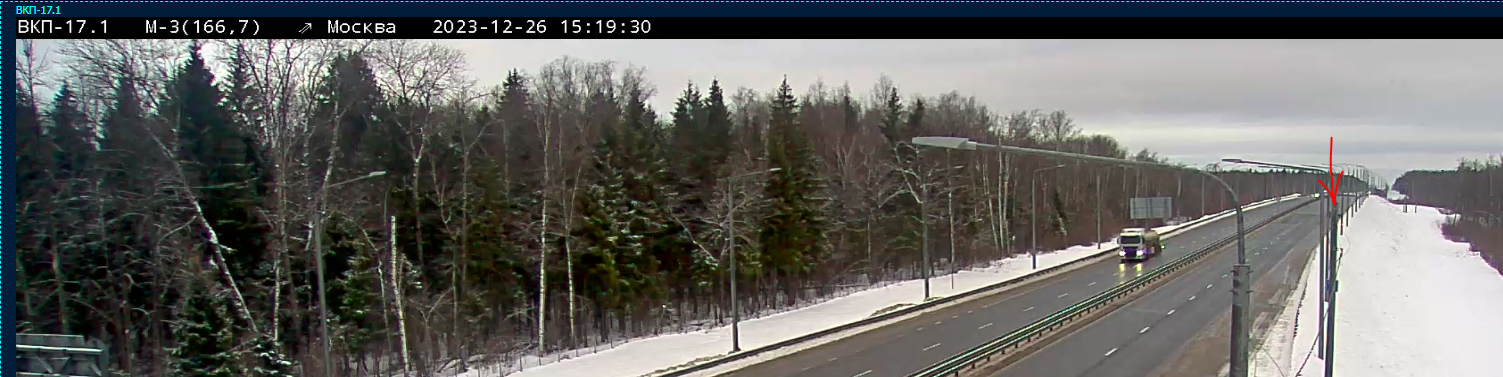 ВКП-17.1
ВКП-17.1 М-3(166,7) ⇗ Москва 2023-12-26 15:19:30